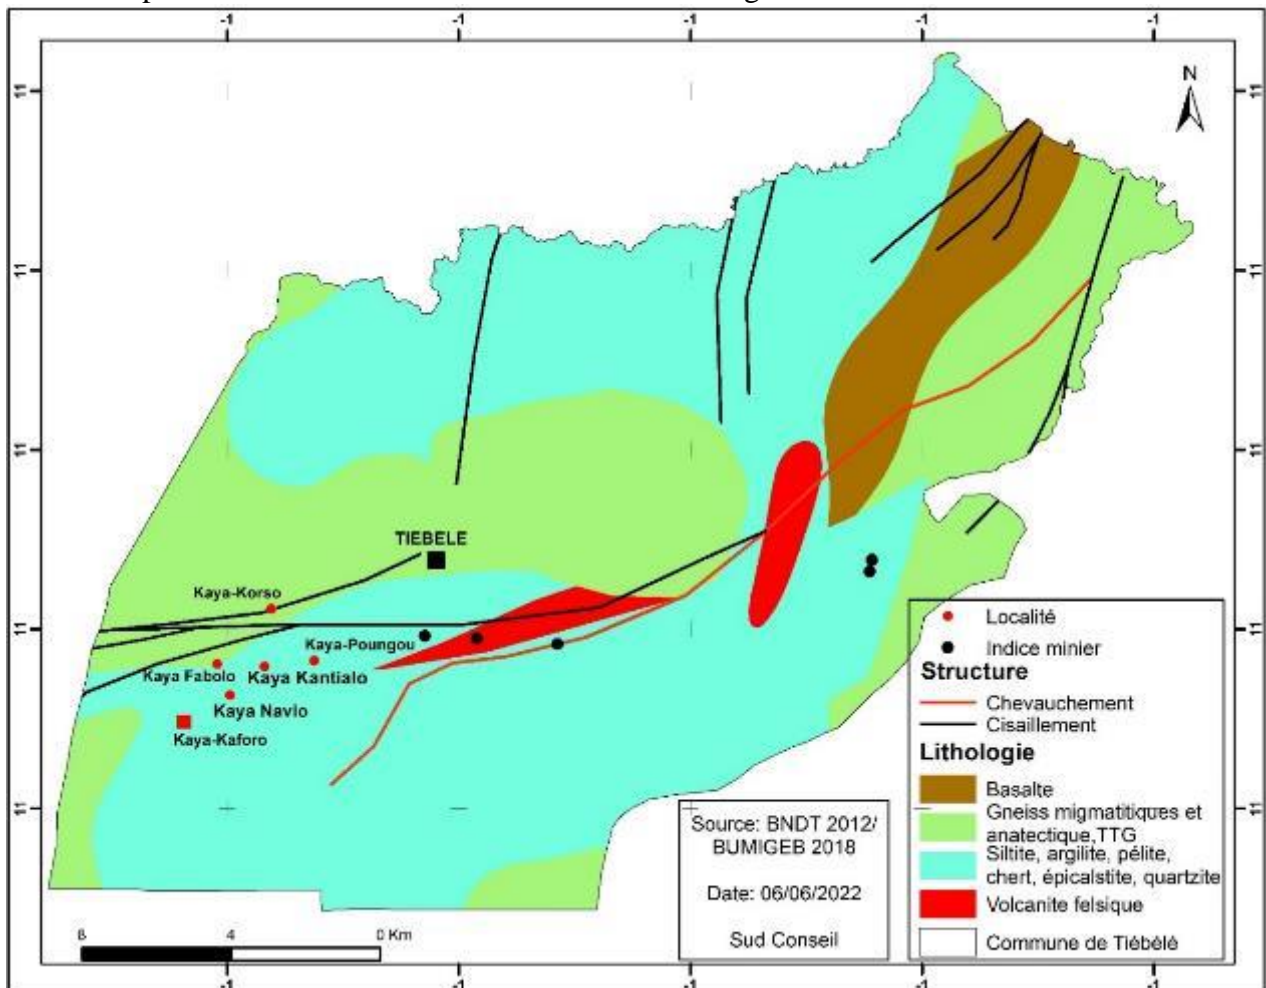 -1 -1 -1 -1 -1
11 11
N
11 11
11 11
TIEBELE
Kaya-Korso
11 11
Kaya-Poungou
Kaya Fabolo
Kaya Kantialo
Kaya Navio
Kaya-Kaforo
11 11
Localité
Indice minier
Structure
Chevauchement
Cisaillement
Lithologie
Basalte
Gneiss migmatitiques et
anatectique,TTG
Siltite, argilite, pélite,
chert, épicalstite, quartzite
Volcanite felsique
Commune de Tiébélé
Source: BNDT 2012/
BUMIGEB 2018
Date: 06/06/2022
Sud Conseil
8 4 0 Km
-1 -1 -1 -1 -1